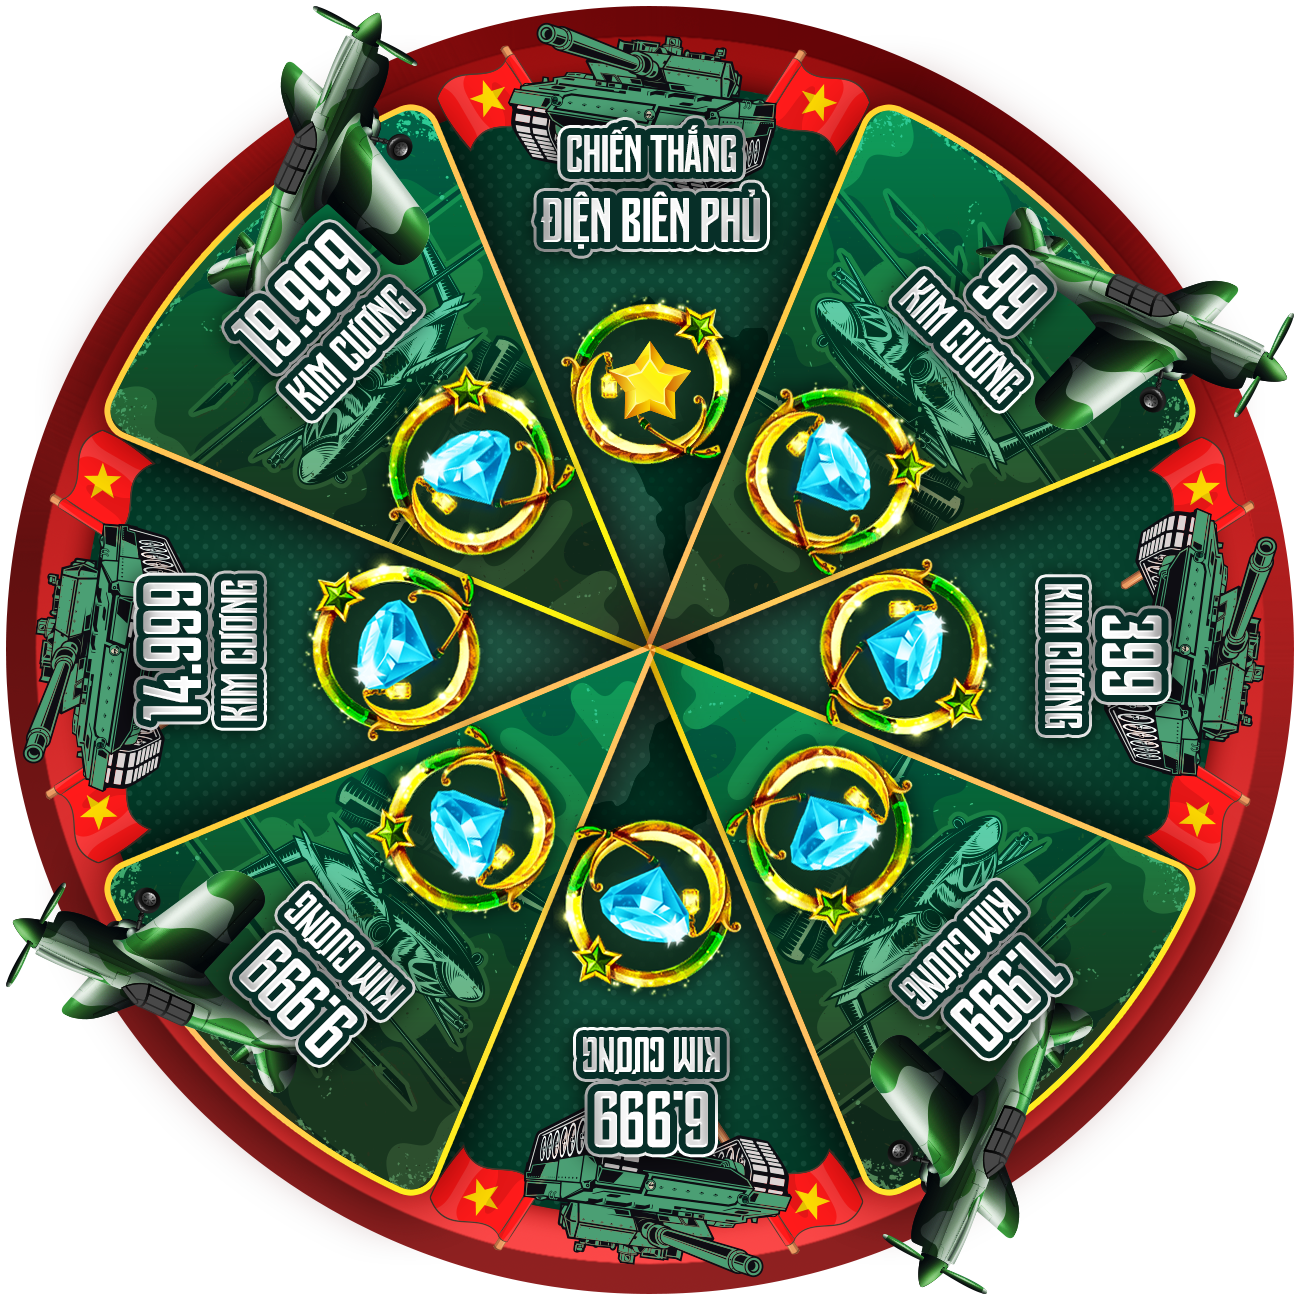 CHIẾN THẮNG
ĐIỆN BIÊN PHỦ
99
KIM CƯƠNG
399
KIM CƯƠNG
1.999
KIM CƯƠNG
6.999
KIM CƯƠNG
9.999
KIM CƯƠNG
14.999
KIM CƯƠNG
19.999
KIM CƯƠNG